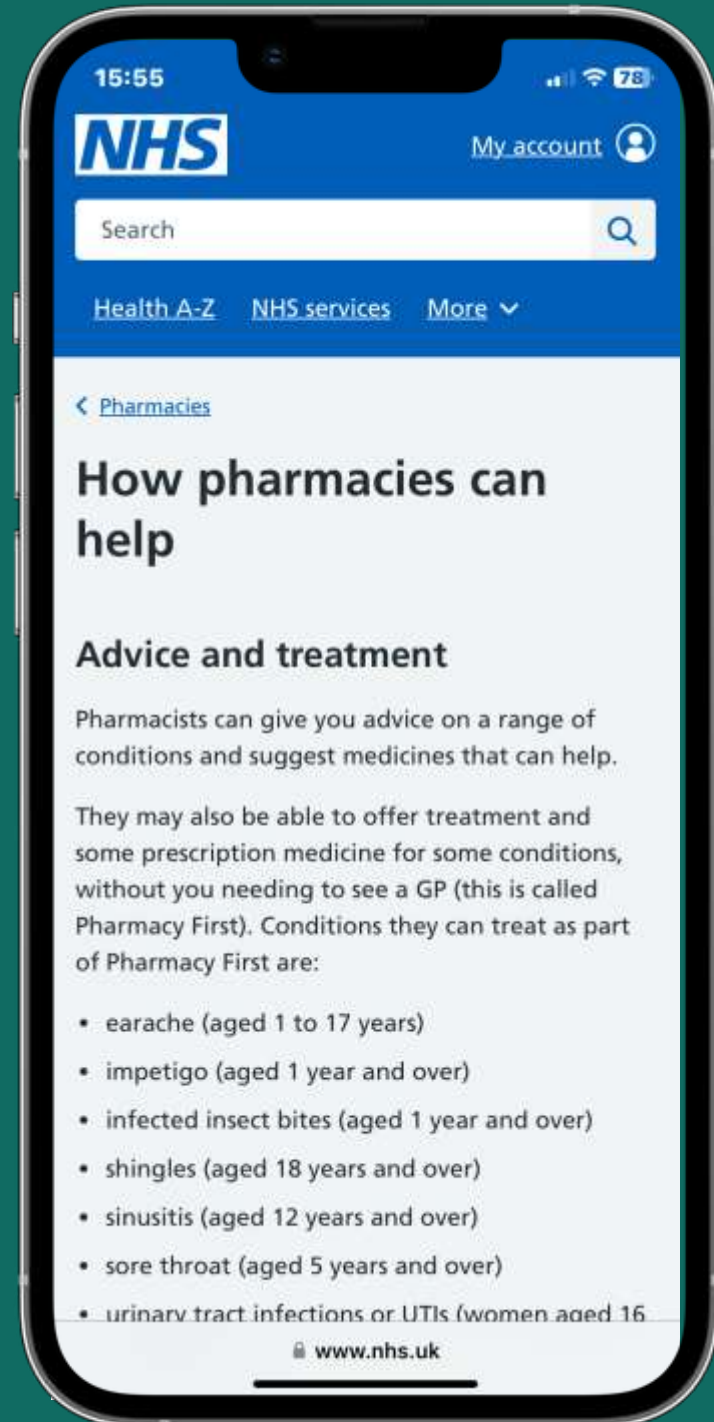 15:55
78
NHS
My account
Search
Health A-Z NHS services More
Pharmacies
How pharmacies can
help
Advice and treatment
Pharmacists can give you advice on a range of
conditions and suggest medicines that can help.
They may also be able to offer treatment and
some prescription medicine for some conditions,
without you needing to see a GP (this is called
Pharmacy First). Conditions they can treat as part
of Pharmacy First are:
• earache (aged 1 to 17 years)
• impetigo (aged 1 year and over)
• infected insect bites (aged 1 year and over)
• shingles (aged 18 years and over)
• sinusitis (aged 12 years and over)
• sore throat (aged 5 years and over)
• urinary tract infections or UTIs (women aged 16
www.nhs.uk